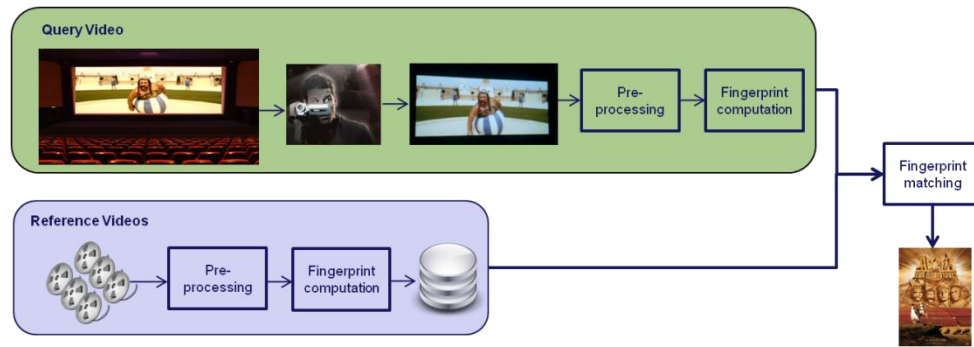 Query Video
Pre-
processing
Fingerprint
computation
Fingerprint
matching
Reference Videos
Pre-
processing
Fingerprint
computation